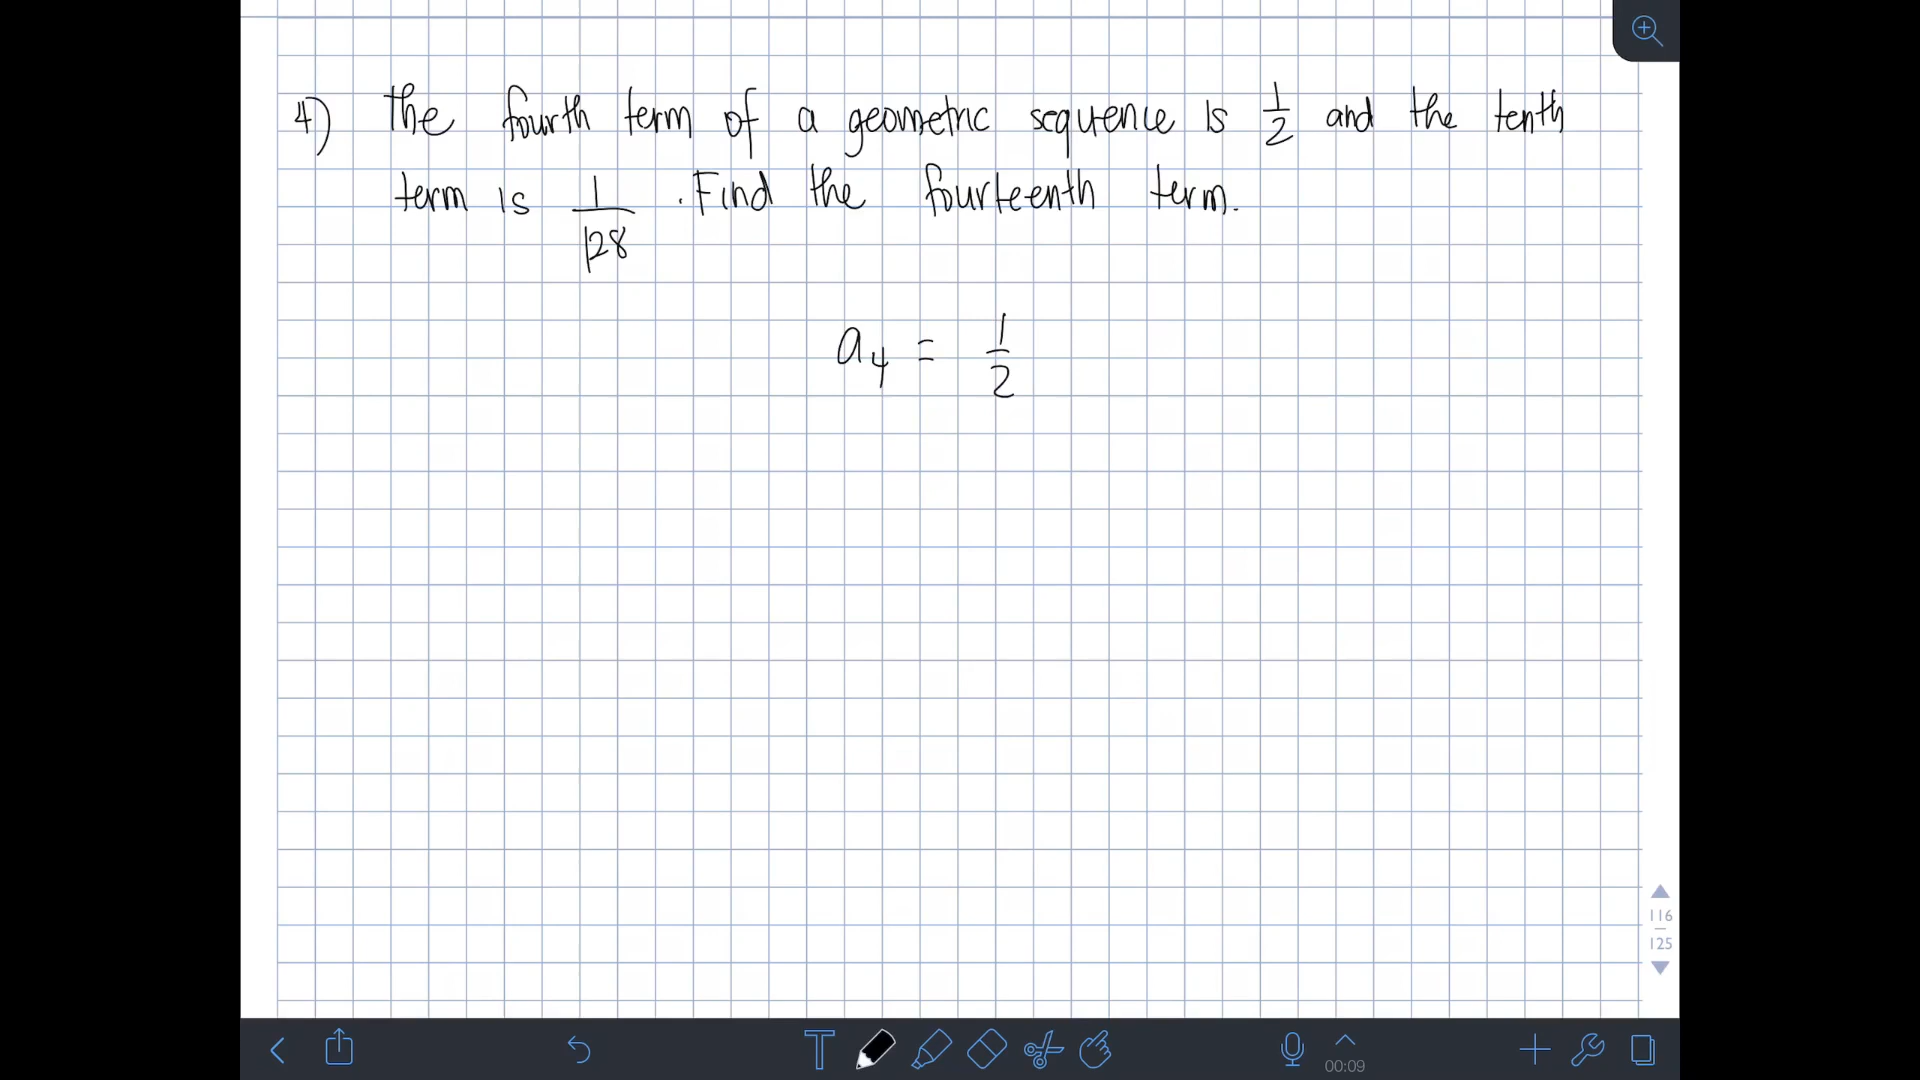 4) The fourth term of a geometric sequence is 1/2 and the tenth
term is 1/128 . Find the fourteenth term.
a₄ = 1/2
116
125
T
00:09